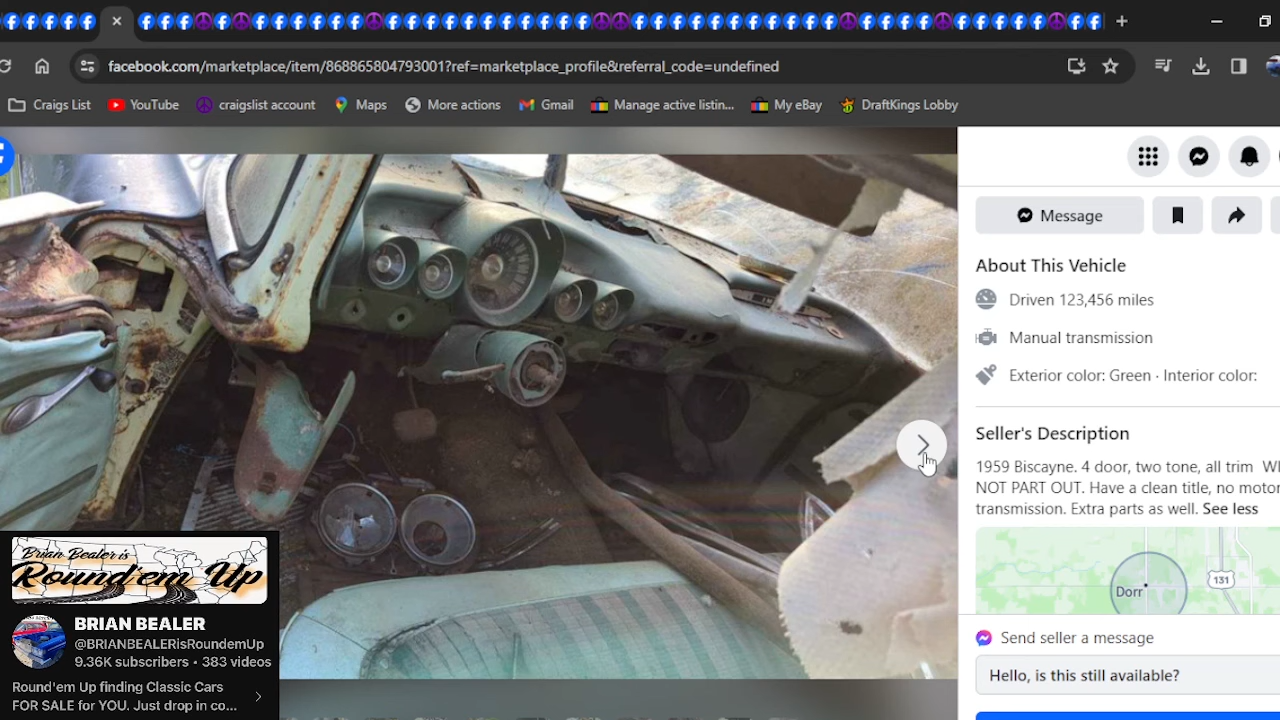 facebook.com/marketplace/item/868865804793001?ref=marketplace_profile&referral_code=undefined
Craigs List
YouTube
craigslist account
Maps
More actions
Gmail
Manage active listin...
My eBay
DraftKings Lobby
Message
About This Vehicle
Driven 123,456 miles
Manual transmission
Exterior color: Green · Interior color:
Seller's Description
1959 Biscayne. 4 door, two tone, all trim
NOT PART OUT. Have a clean title, no motor
transmission. Extra parts as well. See less
131
Dorr
Send seller a message
Hello, is this still available?
Brian Bealer is
Round'em Up
BRIAN BEALER
@BRIANBEALERisRoundemUp
9.36K subscribers • 383 videos
Round'em Up finding Classic Cars
FOR SALE for YOU. Just drop in co...